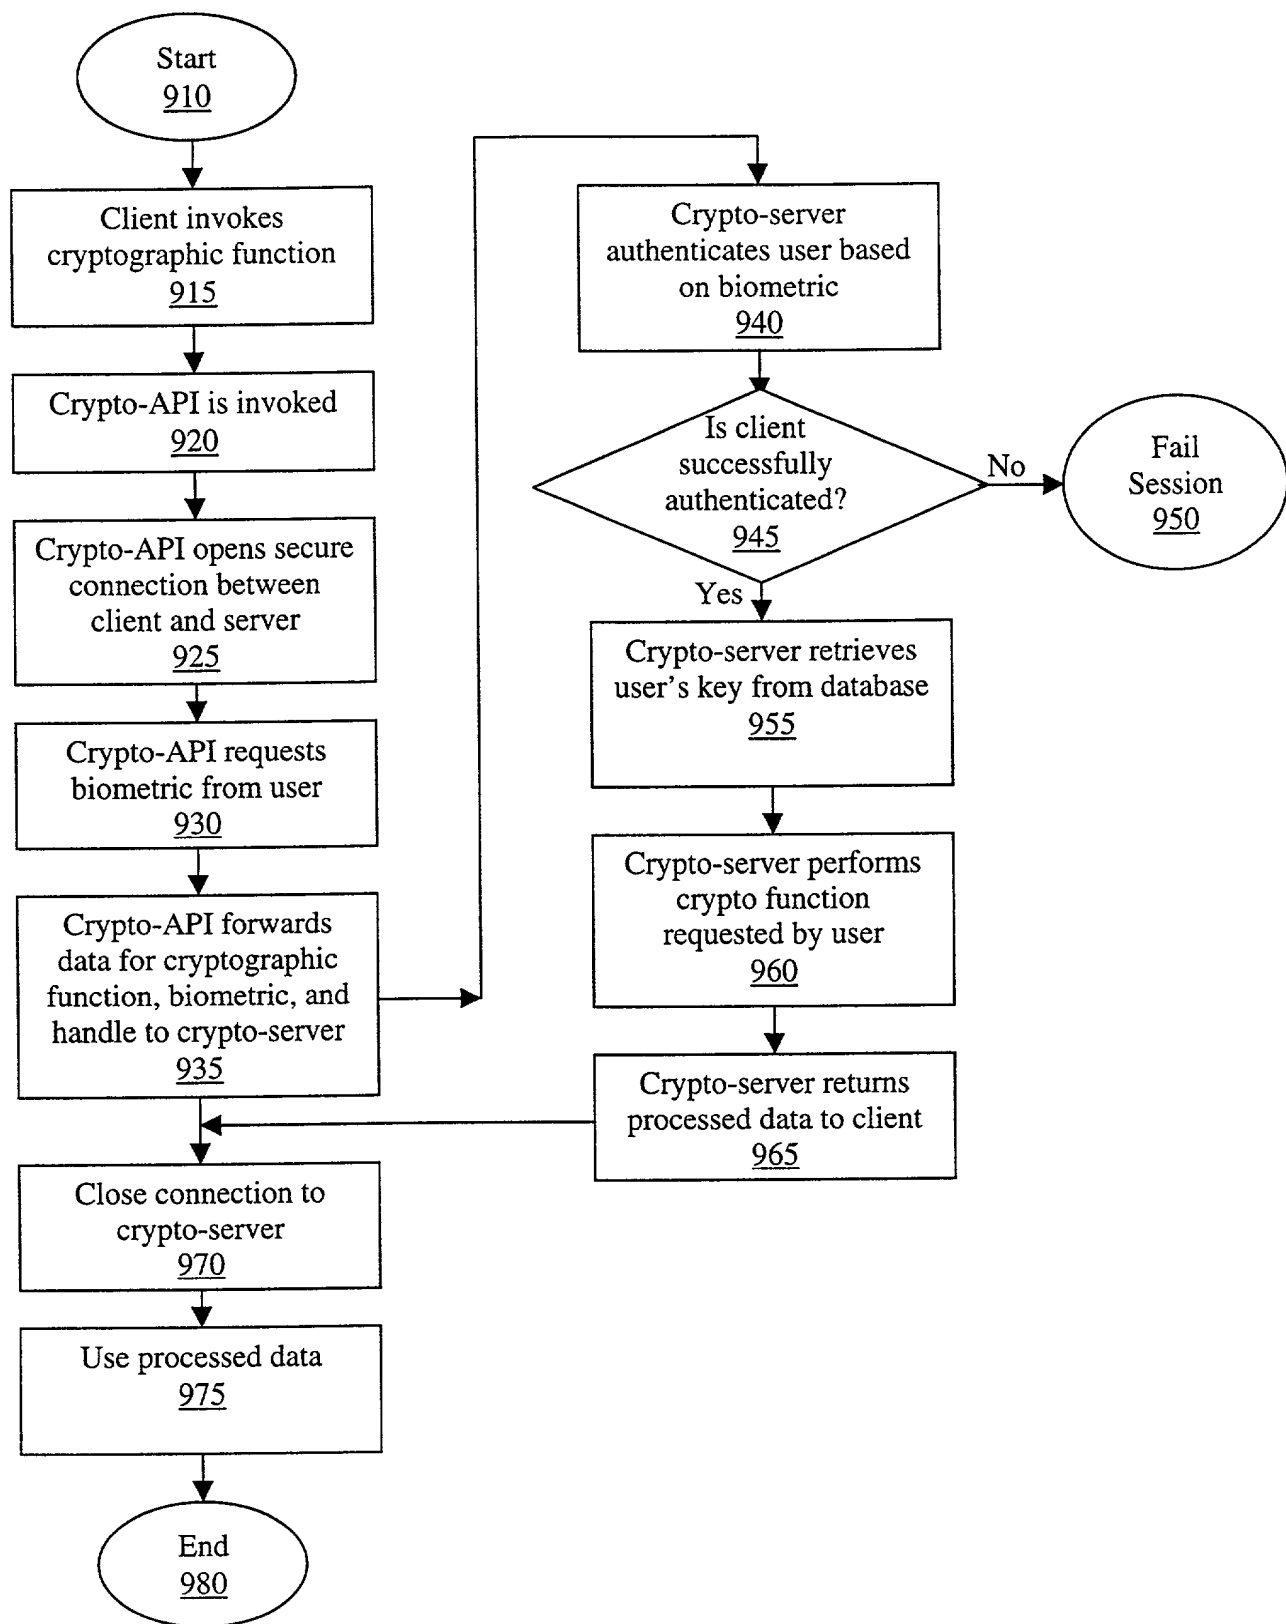 Start
910
Client invokes
cryptographic function
915
Crypto-API is invoked
920
Crypto-API opens secure
connection between
client and server
925
Crypto-API requests
biometric from user
930
Crypto-API forwards
data for cryptographic
function, biometric, and
handle to crypto-server
935
Crypto-server
authenticates user based
on biometric
940
Is client
successfully
authenticated?
945
No
Fail
Session
950
Yes
Crypto-server retrieves
user's key from database
955
Crypto-server performs
crypto function
requested by user
960
Crypto-server returns
processed data to client
965
Close connection to
crypto-server
970
Use processed data
975
End
980